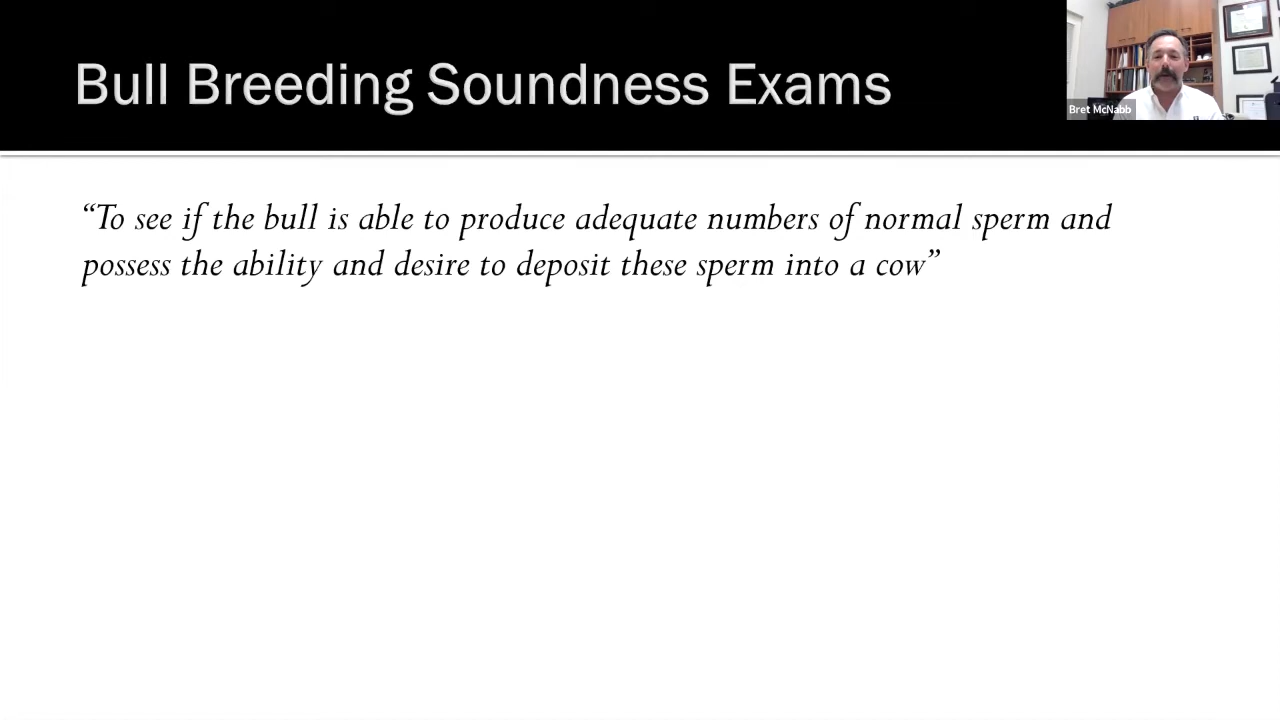 Bull Breeding Soundness Exams
Bret McNabb
“To see if the bull is able to produce adequate numbers of normal sperm and
possess the ability and desire to deposit these sperm into a cow”